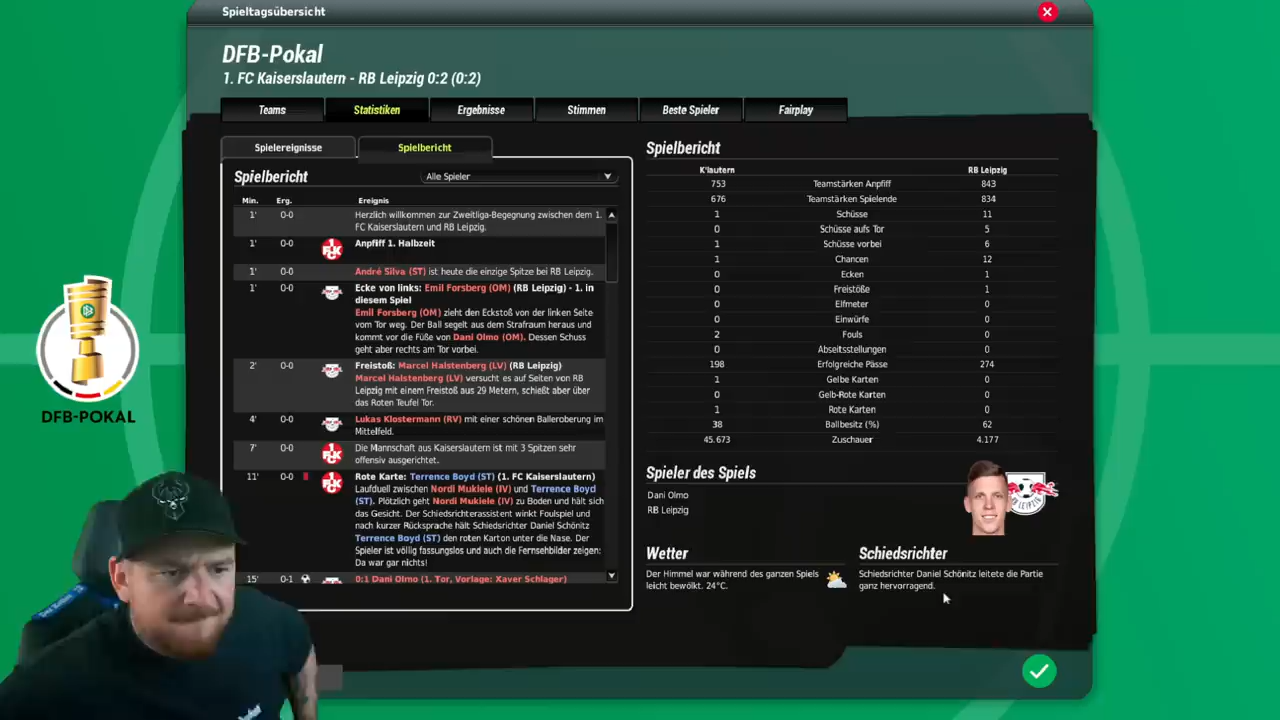 Spieltagsübersicht
DFB-Pokal
1. FC Kaiserslautern - RB Leipzig 0:2 (0:2)
Teams
Statistiken
Ergebnisse
Stimmen
Beste Spieler
Fairplay
Spielereignisse
Spielbericht
Spielbericht
Alle Spieler
Min. Erg. Ereignis
1' 0-0 Herzlich willkommen zur Zweitliga-Begegnung zwischen dem 1.
FC Kaiserslautern und RB Leipzig.
1' 0-0 Anpfiff 1. Halbzeit
1' 0-0 André Silva (ST) ist heute die einzige Spitze bei RB Leipzig.
1' 0-0 Ecke von links: Emil Forsberg (OM) (RB Leipzig) - 1. in
diesem Spiel
Emil Forsberg (OM) zieht den Eckstoß von der linken Seite
vom Tor weg. Der Ball segelt aus dem Strafraum heraus und
kommt vor die Füße von Dani Olmo (OM). Dessen Schuss
geht aber rechts am Tor vorbei.
2' 0-0 Freistoß: Marcel Halstenberg (LV) (RB Leipzig)
Marcel Halstenberg (LV) versucht es auf Seiten von RB
Leipzig mit einem Freistoß aus 29 Metern, schießt aber über
das Roten Teufel Tor.
4' 0-0 Lukas Klostermann (RV) mit einer schönen Balleroberung im
Mittelfeld.
7' 0-0 Die Mannschaft aus Kaiserslautern ist mit 3 Spitzen sehr
offensiv ausgerichtet.
11' 0-0 Rote Karte: Terrence Boyd (ST) (1. FC Kaiserslautern)
Laufduell zwischen Nordi Mukiele (IV) und Terrence Boyd
(ST). Plötzlich geht Nordi Mukiele (IV) zu Boden und hält sich
das Gesicht. Der Schiedsrichterassistent winkt Foulspiel und
nach kurzer Rücksprache hält Schiedsrichter Daniel Schönitz
Terrence Boyd (ST) den roten Karton unter die Nase. Der
Spieler ist völlig fassungslos und auch die Fernsehbilder zeigen:
Da war gar nichts!
15' 0-1 0:1 Dani Olmo (1. Tor, Vorlage: Xaver Schlager)
Spielbericht
K'lautern RB Leipzig
753 Teamstärken Anpfiff 843
676 Teamstärken Spielende 834
1 Schüsse 11
0 Schüsse aufs Tor 5
1 Schüsse vorbei 6
1 Chancen 12
0 Ecken 1
0 Freistöße 1
0 Elfmeter 0
0 Einwürfe 0
2 Fouls 0
0 Abseitsstellungen 0
198 Erfolgreiche Pässe 274
1 Gelbe Karten 0
0 Gelb-Rote Karten 0
1 Rote Karten 0
38 Ballbesitz (%) 62
45.673 Zuschauer 4.177
Spieler des Spiels
Dani Olmo
RB Leipzig
Wetter
Der Himmel war während des ganzen Spiels
leicht bewölkt. 24°C.
Schiedsrichter
Schiedsrichter Daniel Schönitz leitete die Partie
ganz hervorragend.
DFB-POKAL